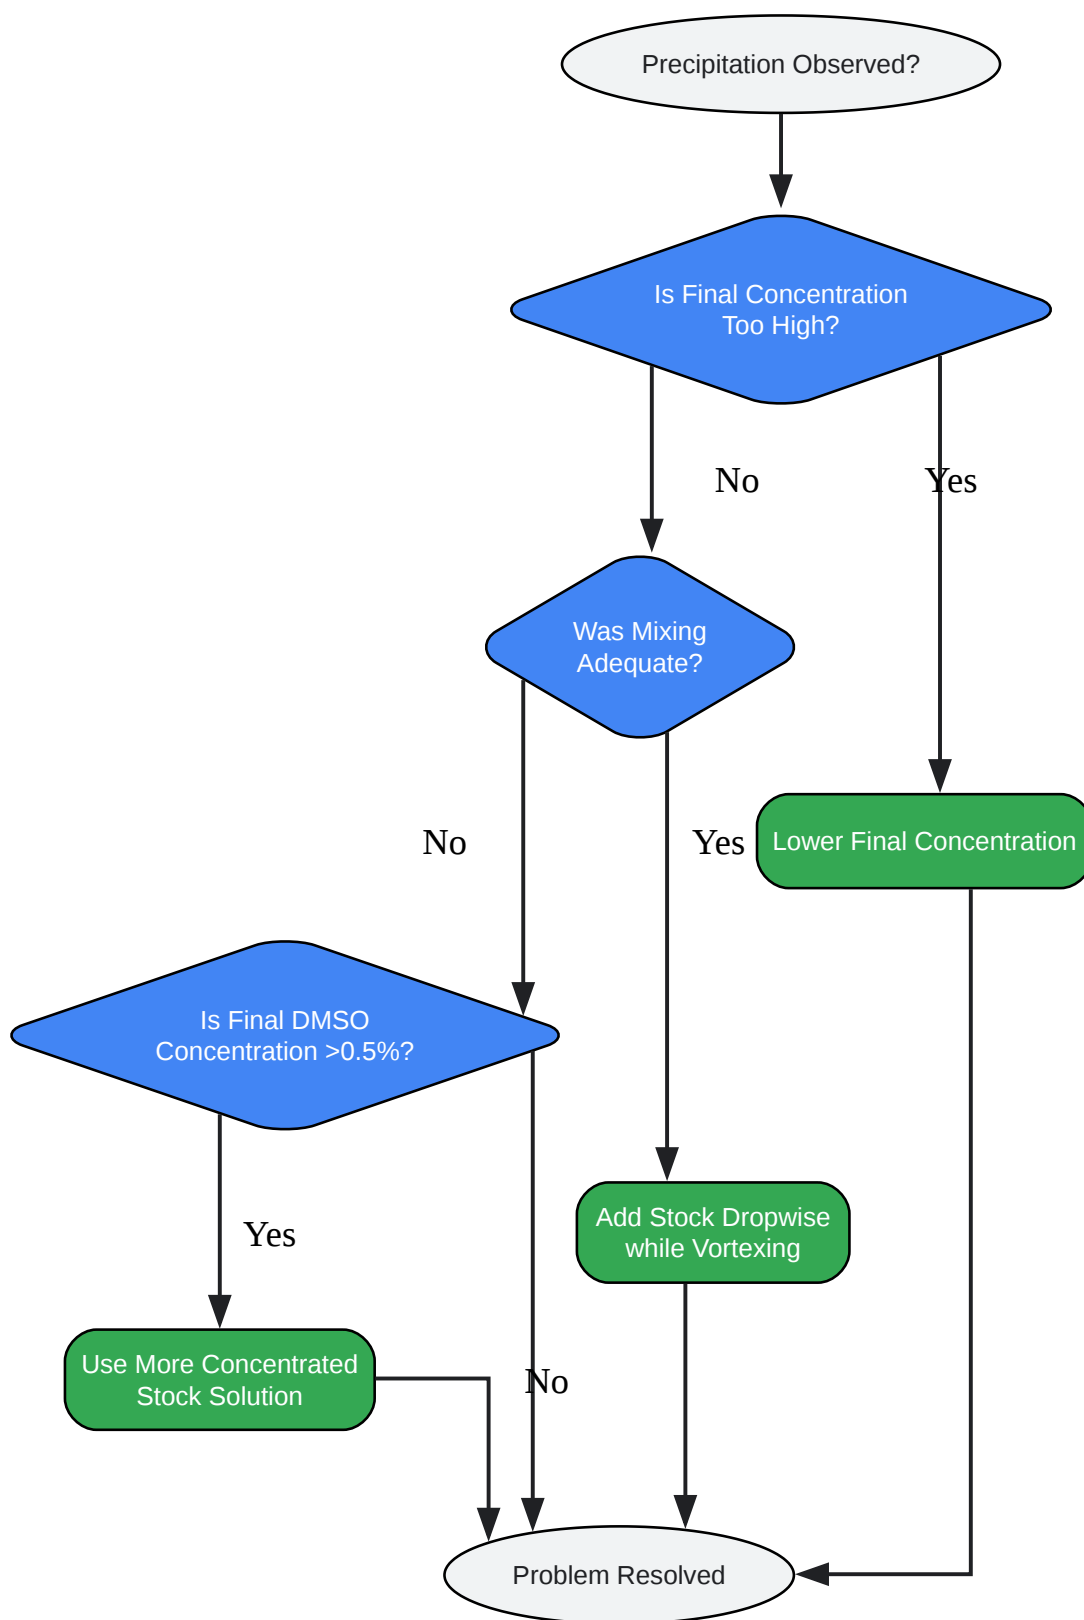 Precipitation Observed?
Is Final Concentration
Too High?
No
Yes
Was Mixing
Adequate?
No
Yes
Lower Final Concentration
Is Final DMSO
Concentration >0.5%?
Add Stock Dropwise
while Vortexing
Yes
Use More Concentrated
Stock Solution
No
Problem Resolved